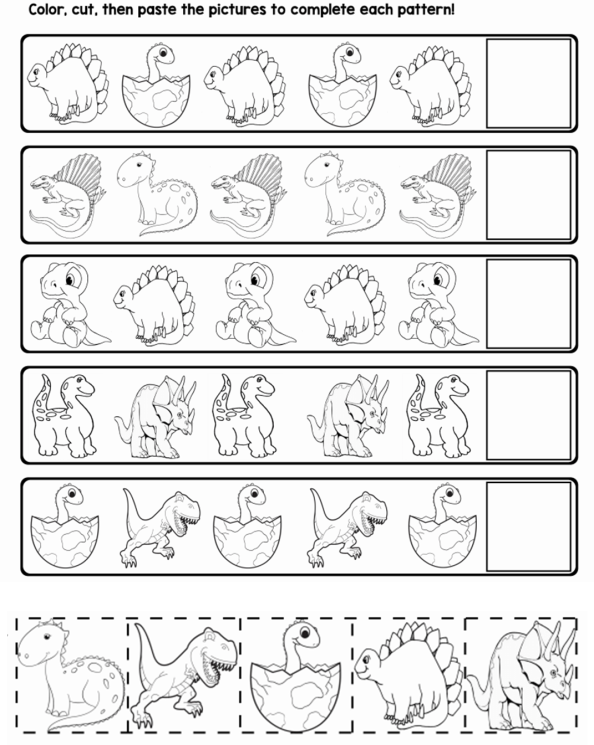 Color, cut, then paste the pictures to complete each pattern!